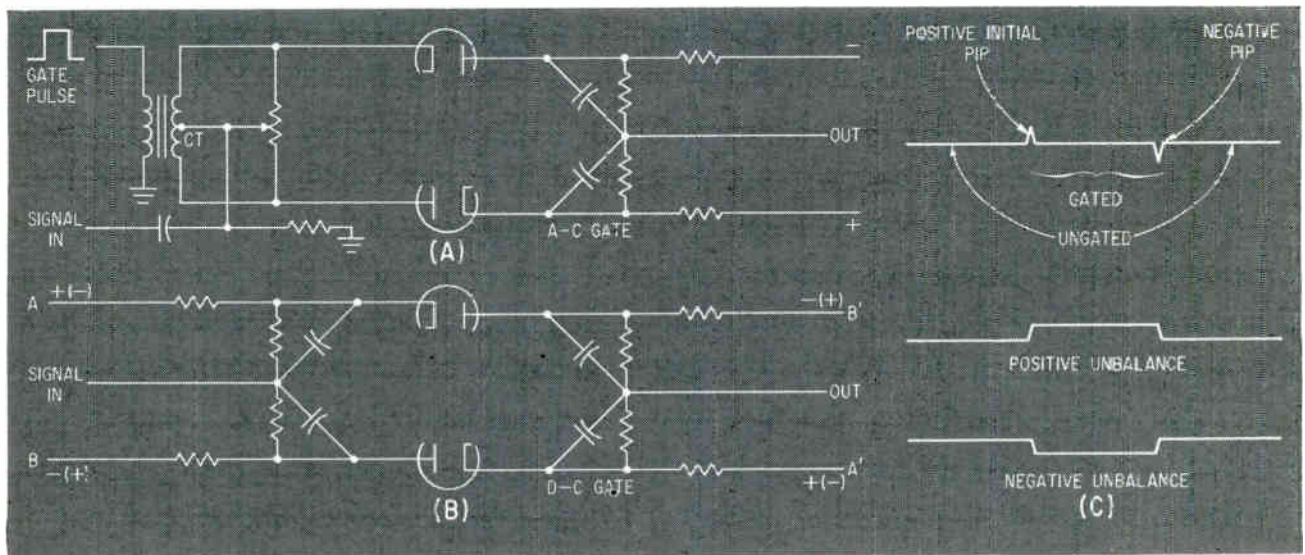 GATE
PULSE
CT
SIGNAL
IN
−
OUT
+
A-C GATE
(A)
POSITIVE INITIAL
PIP
NEGATIVE
PIP
GATED
UNGATED
A +(−)
SIGNAL
IN
B −(+)
−(+) B'
OUT
+(−) A'
D-C GATE
(B)
POSITIVE UNBALANCE
NEGATIVE UNBALANCE
(C)